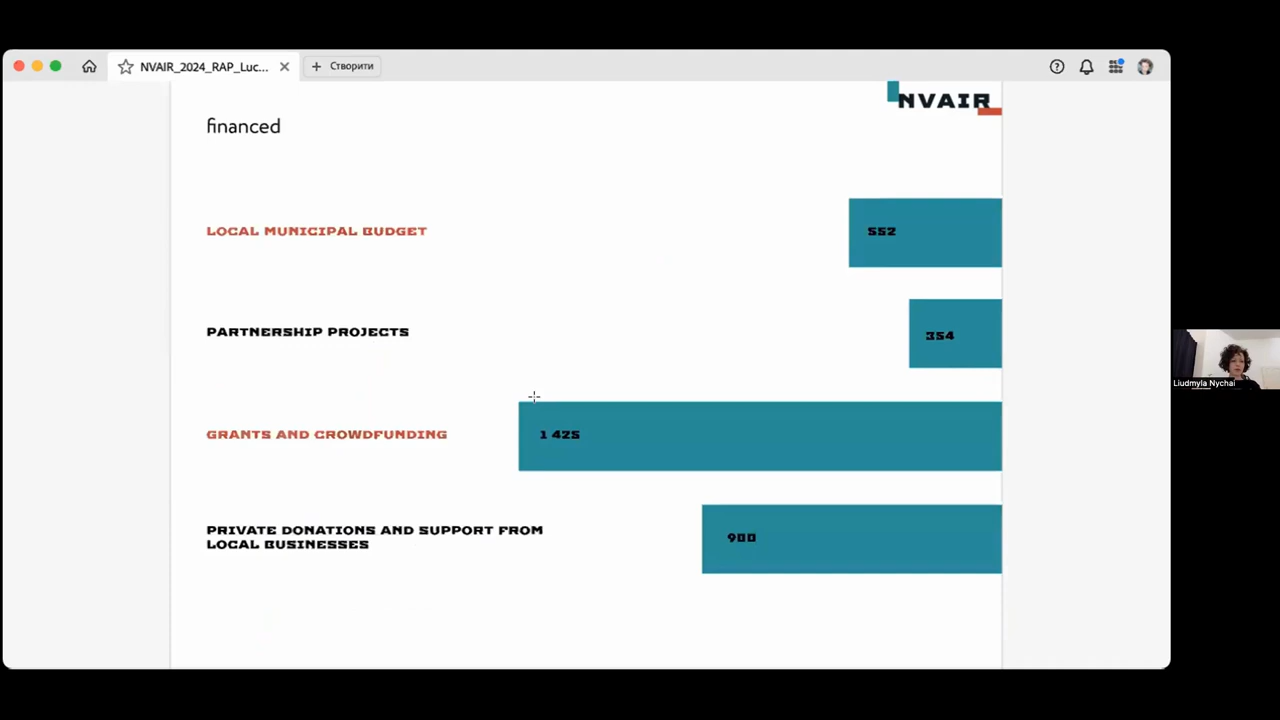 NVAIR_2024_RAP_Luc...
Створити
NVAIR
financed
LOCAL MUNICIPAL BUDGET
552
PARTNERSHIP PROJECTS
354
GRANTS AND CROWDFUNDING
1 425
PRIVATE DONATIONS AND SUPPORT FROM
LOCAL BUSINESSES
900
Liudmyla Nychai